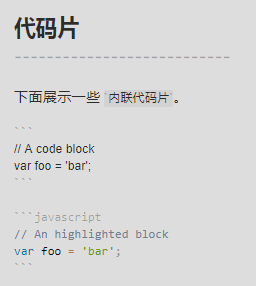 代码片
------------------------------
下面展示一些 `内联代码片`。
```
// A code block
var foo = 'bar';
```
```javascript
// An highlighted block
var foo = 'bar';
```